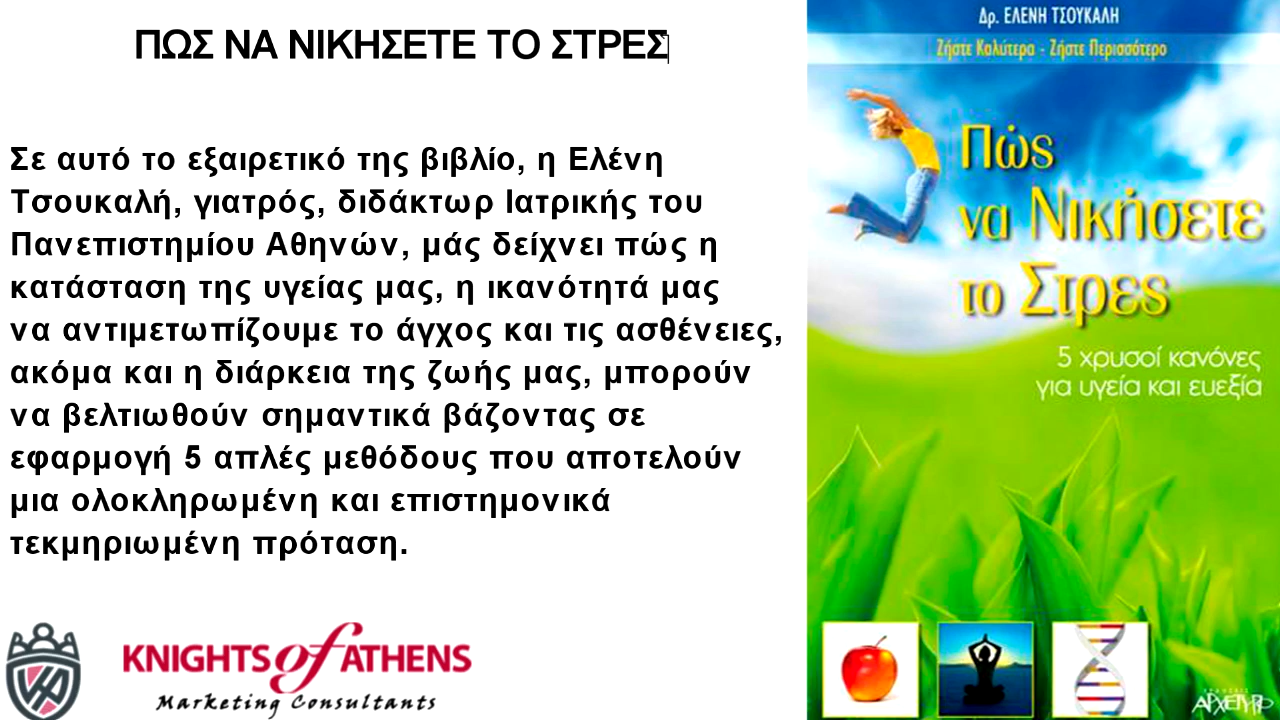 ΠΩΣ ΝΑ ΝΙΚΗΣΕΤΕ ΤΟ ΣΤΡΕΣ
Σε αυτό το εξαιρετικό της βιβλίο, η Ελένη
Τσουκαλή, γιατρός, διδάκτωρ Ιατρικής του
Πανεπιστημίου Αθηνών, μάς δείχνει πώς η
κατάσταση της υγείας μας, η ικανότητά μας
να αντιμετωπίζουμε το άγχος και τις ασθένειες,
ακόμα και η διάρκεια της ζωής μας, μπορούν
να βελτιωθούν σημαντικά βάζοντας σε
εφαρμογή 5 απλές μεθόδους που αποτελούν
μια ολοκληρωμένη και επιστημονικά
τεκμηριωμένη πρόταση.
KNIGHTS of ATHENS
Marketing Consultants
Δρ. ΕΛΕΝΗ ΤΣΟΥΚΑΛΗ
Ζήστε Καλύτερα - Ζήστε Περισσότερο
Πώς
να Νικήσετε
το Στρες
5 χρυσοί κανόνες
για υγεία και ευεξία
ΕΚΔΟΣΕΙΣ
ΑΡΧΕΤΥΠΟ